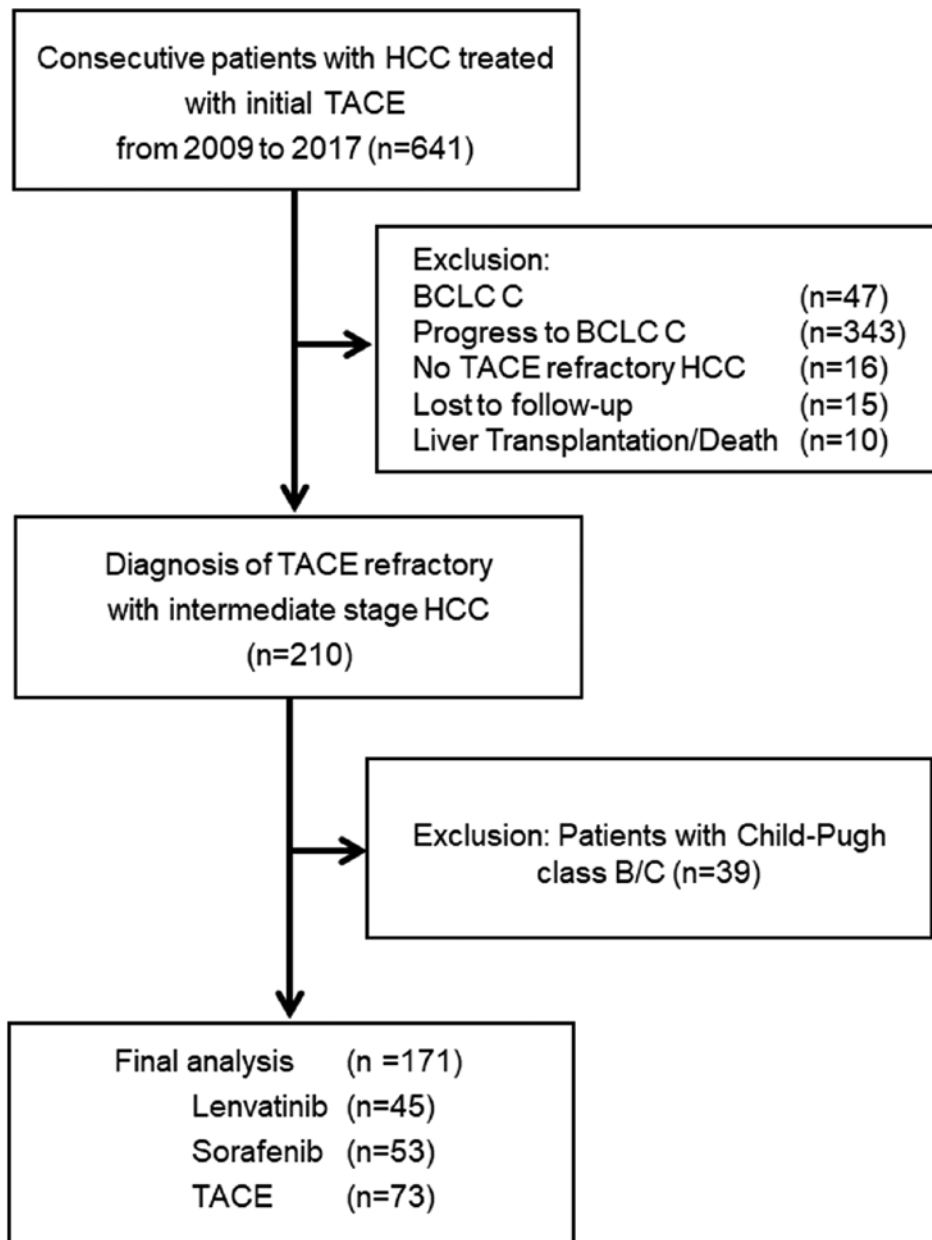 Consecutive patients with HCC treated
with initial TACE
from 2009 to 2017 (n=641)
Exclusion:
BCLC C (n=47)
Progress to BCLC C (n=343)
No TACE refractory HCC (n=16)
Lost to follow-up (n=15)
Liver Transplantation/Death (n=10)
Diagnosis of TACE refractory
with intermediate stage HCC
(n=210)
Exclusion: Patients with Child-Pugh
class B/C (n=39)
Final analysis (n =171)
Lenvatinib (n=45)
Sorafenib (n=53)
TACE (n=73)